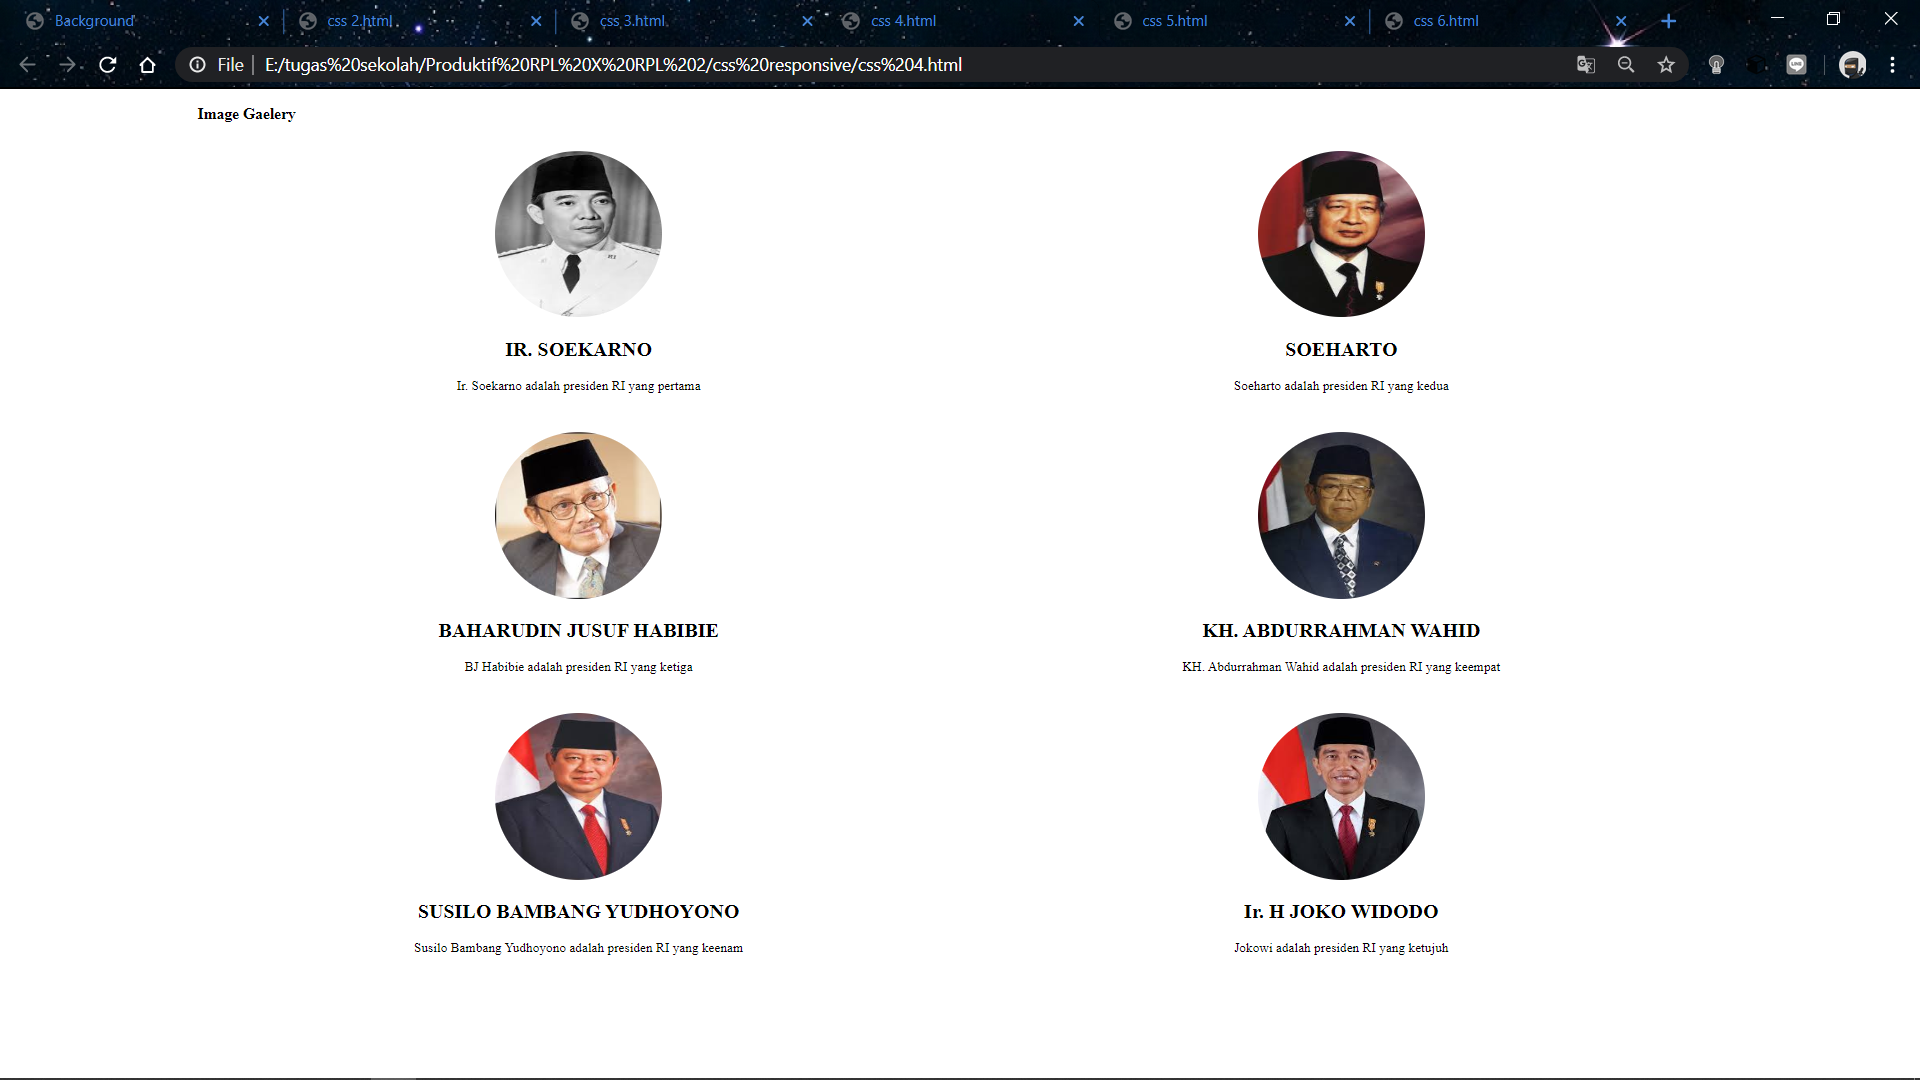 Background
css 2.html
css 3.html
css 4.html
css 5.html
css 6.html
File
E:/tugas%20sekolah/Produktif%20RPL%20X%20RPL%202/css%20responsive/css%204.html
Image Gaelery
IR. SOEKARNO
Ir. Soekarno adalah presiden RI yang pertama
SOEHARTO
Soeharto adalah presiden RI yang kedua
BAHARUDIN JUSUF HABIBIE
BJ Habibie adalah presiden RI yang ketiga
KH. ABDURRAHMAN WAHID
KH. Abdurrahman Wahid adalah presiden RI yang keempat
SUSILO BAMBANG YUDHOYONO
Susilo Bambang Yudhoyono adalah presiden RI yang keenam
Ir. H JOKO WIDODO
Jokowi adalah presiden RI yang ketujuh